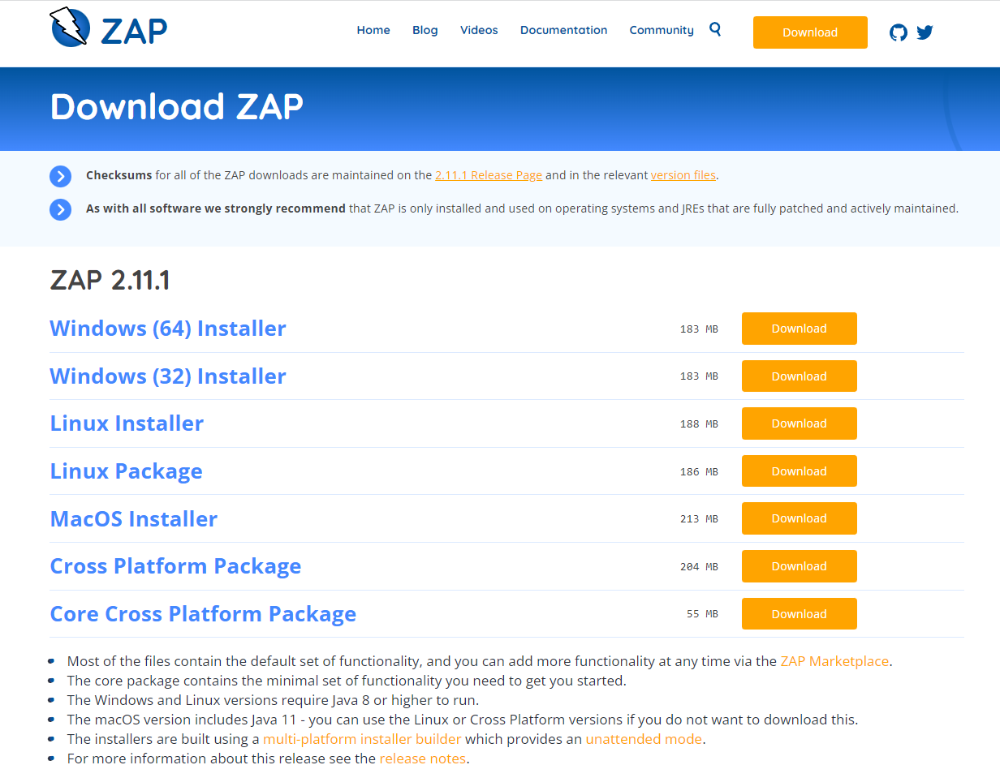 ZAP
Home Blog Videos Documentation Community Download
Download ZAP
Checksums for all of the ZAP downloads are maintained on the 2.11.1 Release Page and in the relevant version files.
As with all software we strongly recommend that ZAP is only installed and used on operating systems and JREs that are fully patched and actively maintained.
ZAP 2.11.1
Windows (64) Installer 183 MB Download
Windows (32) Installer 183 MB Download
Linux Installer 188 MB Download
Linux Package 186 MB Download
MacOS Installer 213 MB Download
Cross Platform Package 204 MB Download
Core Cross Platform Package 55 MB Download
Most of the files contain the default set of functionality, and you can add more functionality at any time via the ZAP Marketplace.
The core package contains the minimal set of functionality you need to get you started.
The Windows and Linux versions require Java 8 or higher to run.
The macOS version includes Java 11 - you can use the Linux or Cross Platform versions if you do not want to download this.
The installers are built using a multi-platform installer builder which provides an unattended mode.
For more information about this release see the release notes.